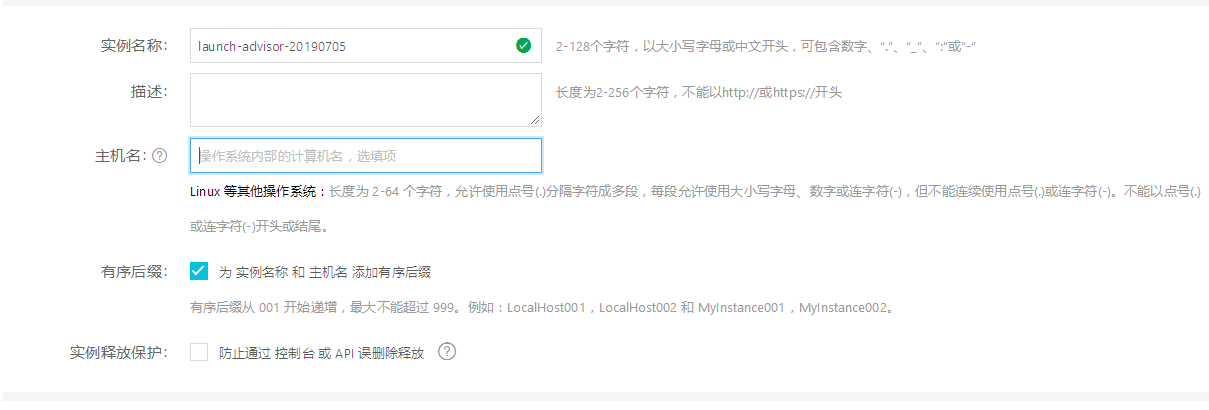 实例名称： launch-advisor-20190705 2-128个字符，以大小写字母或中文开头，可包含数字、“.”、“_”、“:”或“-”
描述： 长度为2-256个字符，不能以http://或https://开头
主机名： ? 操作系统内部的计算机名，选填项
Linux 等其他操作系统：长度为 2-64 个字符，允许使用点号(.)分隔字符成多段，每段允许使用大小写字母、数字或连字符(-)，但不能连续使用点号(.)或连字符(-)。不能以点号(.)
或连字符(-)开头或结尾。
有序后缀： 为 实例名称 和 主机名 添加有序后缀
有序后缀从 001 开始递增，最大不能超过 999。例如：LocalHost001，LocalHost002 和 MyInstance001，MyInstance002。
实例释放保护： 防止通过 控制台 或 API 误删除释放 ?